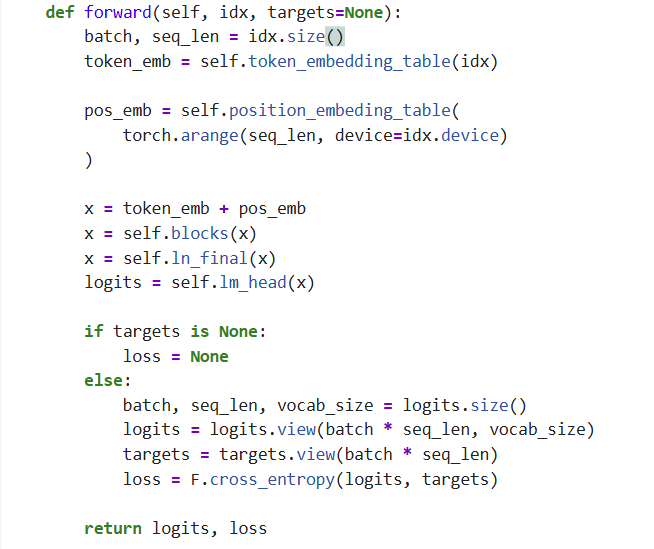 def forward(self, idx, targets=None):
    batch, seq_len = idx.size()
    token_emb = self.token_embedding_table(idx)

    pos_emb = self.position_embeding_table(
        torch.arange(seq_len, device=idx.device)
    )

    x = token_emb + pos_emb
    x = self.blocks(x)
    x = self.ln_final(x)
    logits = self.lm_head(x)

    if targets is None:
        loss = None
    else:
        batch, seq_len, vocab_size = logits.size()
        logits = logits.view(batch * seq_len, vocab_size)
        targets = targets.view(batch * seq_len)
        loss = F.cross_entropy(logits, targets)

    return logits, loss